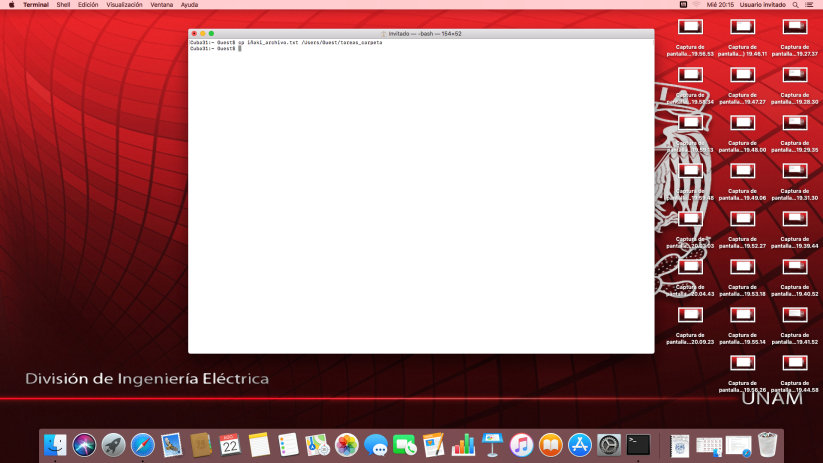 Terminal Shell Edición Visualización Ventana Ayuda Mié 20:15 Usuario invitado
Invitado — -bash — 154×52
Cuba31:~ Guest$ cp iñaki_archivo.txt /Users/Guest/tareas_carpeta
Cuba31:~ Guest$
Captura de Captura de Captura de
pantalla...19.56.53 pantalla...) 19.46.11 pantalla...19.27.37
Captura de Captura de Captura de
pantalla...19.58.34 pantalla...19.47.27 pantalla...19.28.30
Captura de Captura de Captura de
pantalla...19.59.13 pantalla...19.48.00 pantalla...19.29.35
Captura de Captura de Captura de
pantalla...19.59.48 pantalla...19.49.06 pantalla...19.31.30
Captura de Captura de Captura de
pantalla...19.52.27 pantalla...19.39.44
Captura de Captura de Captura de
pantalla...20.04.43 pantalla...19.53.18 pantalla...19.40.52
Captura de Captura de Captura de
pantalla...20.09.23 pantalla...19.55.14 pantalla...19.41.52
Captura de Captura de
pantalla...19.56.26 pantalla...19.44.58
División de Ingeniería Eléctrica
UNAM
22